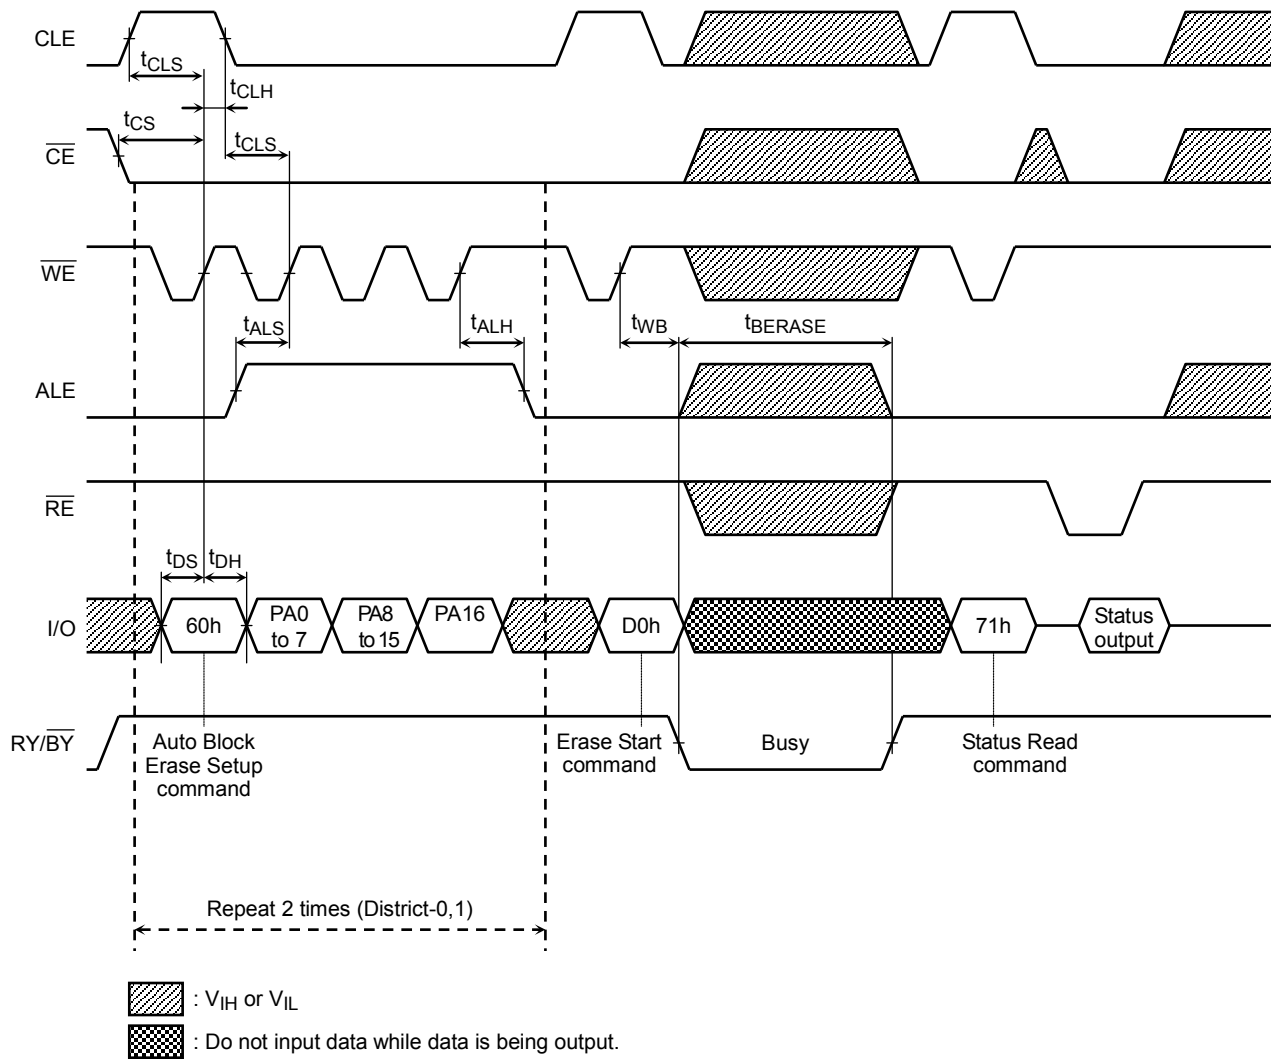 CLE
tCLS
tCLH
tCS
tCLS
CE
WE
tALS
tALH
tWB
tBERASE
ALE
RE
tDS
tDH
I/O
60h
PA0
to 7
PA8
to 15
PA16
D0h
71h
Status
output
RY/BY
Auto Block
Erase Setup
command
Erase Start
command
Busy
Status Read
command
Repeat 2 times (District-0,1)
: VIH or VIL
: Do not input data while data is being output.